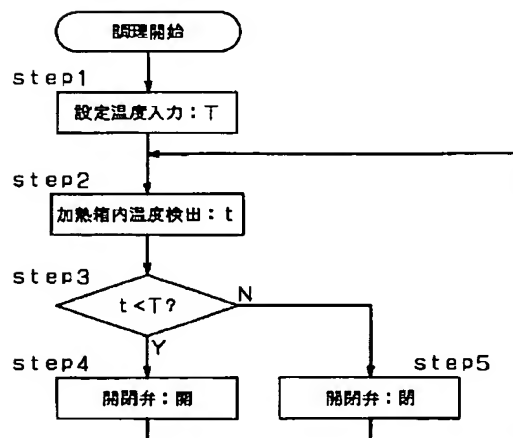 調理開始
step1
設定温度入力：T
step2
加熱箱内温度検出：t
step3
t<T?
N
Y
step4
step5
開閉弁：開
開閉弁：閉